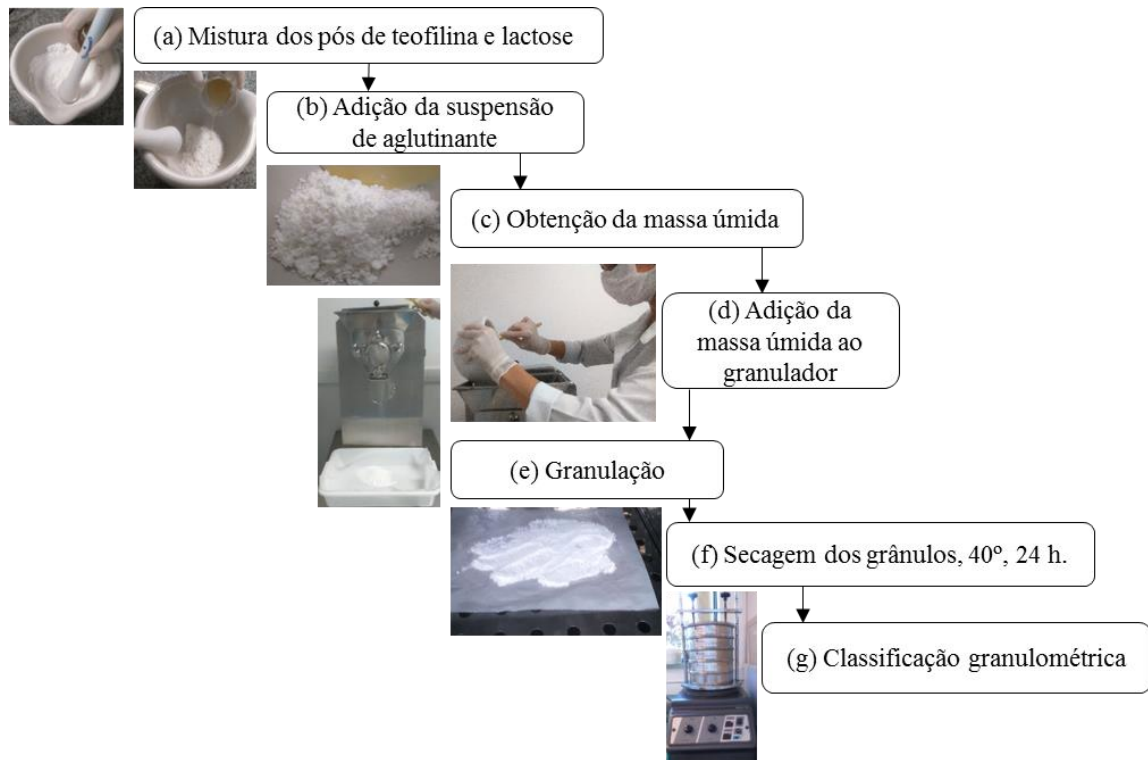 (a) Mistura dos pós de teofilina e lactose
(b) Adição da suspensão
de aglutinante
(c) Obtenção da massa úmida
(d) Adição da
massa úmida ao
granulador
(e) Granulação
(f) Secagem dos grânulos, 40º, 24 h.
(g) Classificação granulométrica